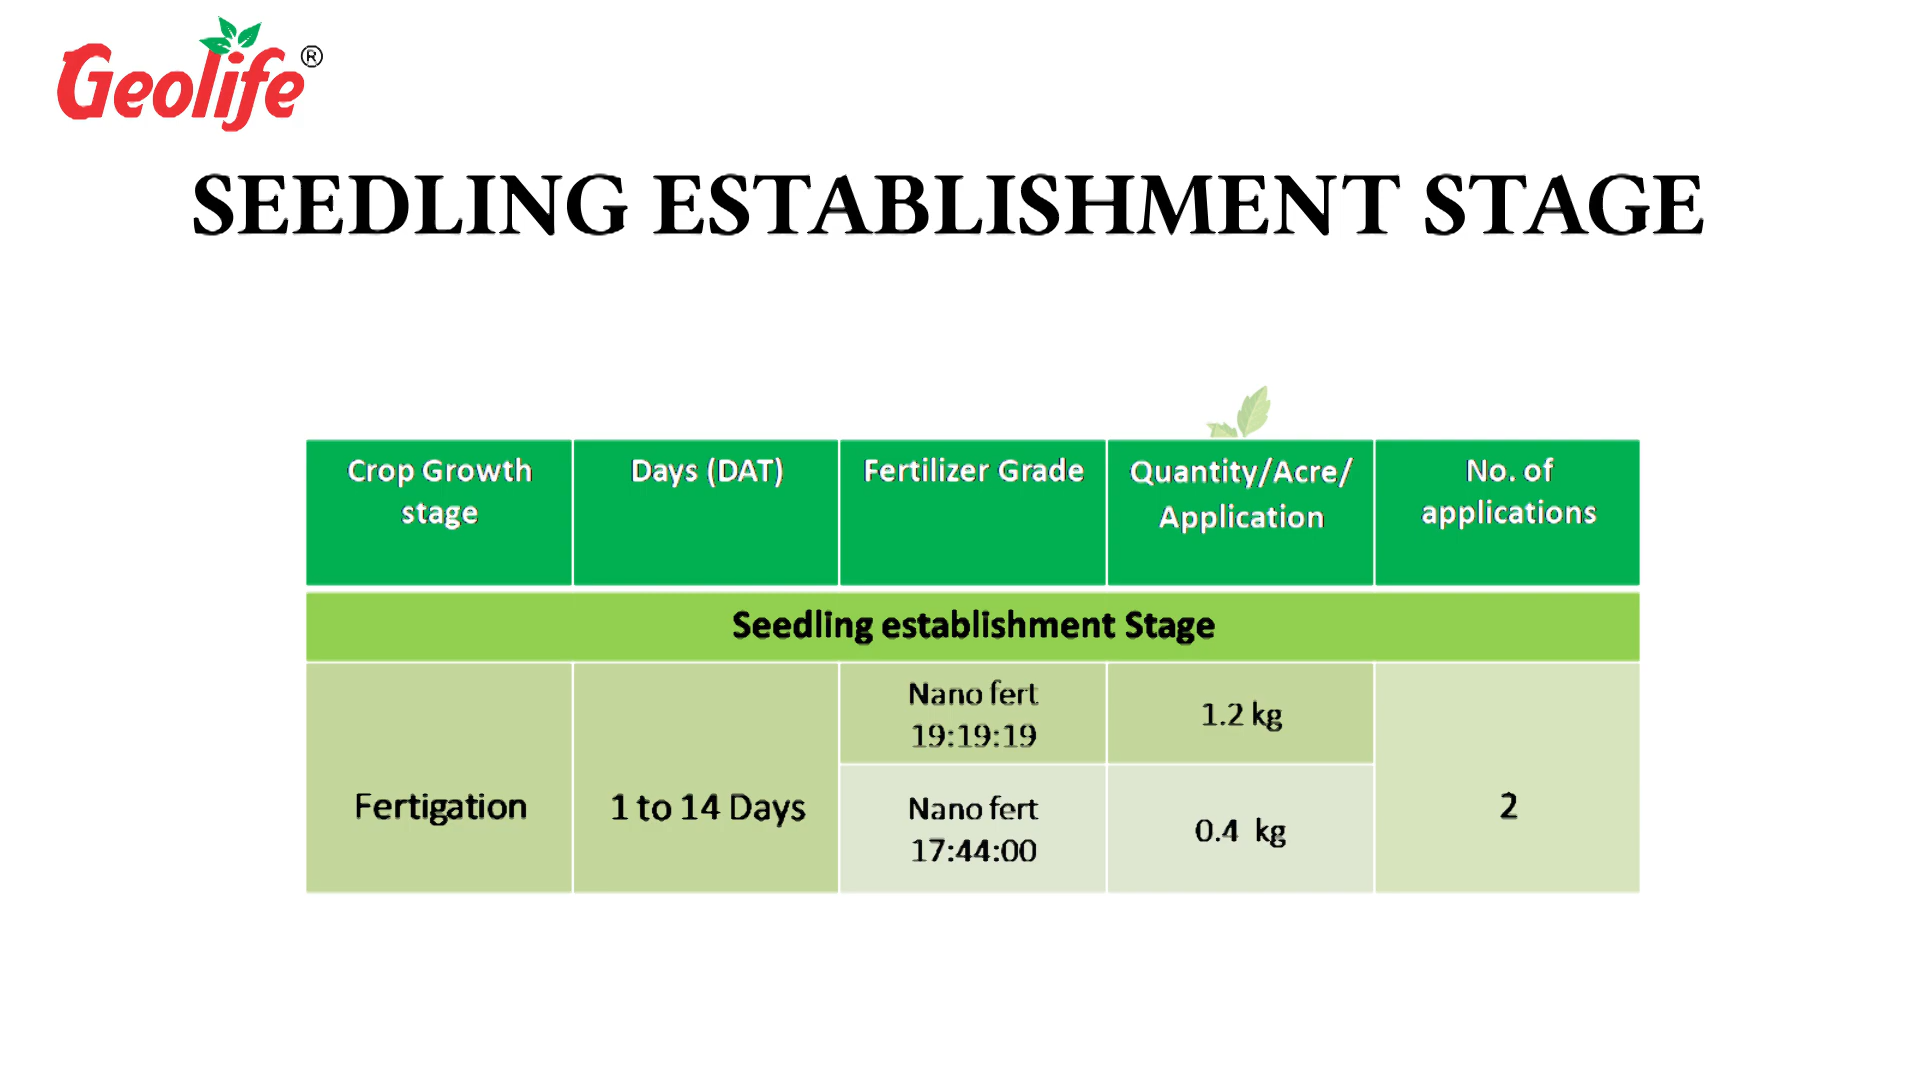 Geolife®
SEEDLING ESTABLISHMENT STAGE
Crop Growth
stage
Days (DAT)
Fertilizer Grade
Quantity/Acre/
Application
No. of
applications
Seedling establishment Stage
Fertigation
1 to 14 Days
Nano fert
19:19:19
1.2 kg
Nano fert
17:44:00
0.4 kg
2